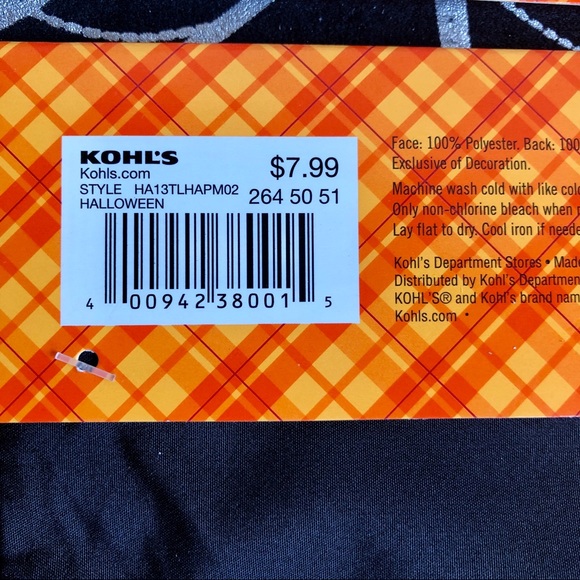 KOHL'S
Kohls.com
$7.99
STYLE HA13TLHAPM02
264 50 51
HALLOWEEN
4 00942 38001 5
Face: 100% Polyester, Back: 100
Exclusive of Decoration.
Machine wash cold with like colo
Only non-chlorine bleach when n
Lay flat to dry. Cool iron if neede
Kohl's Department Stores • Made
Distributed by Kohl's Department
KOHL'S® and Kohl's brand nam
Kohls.com •